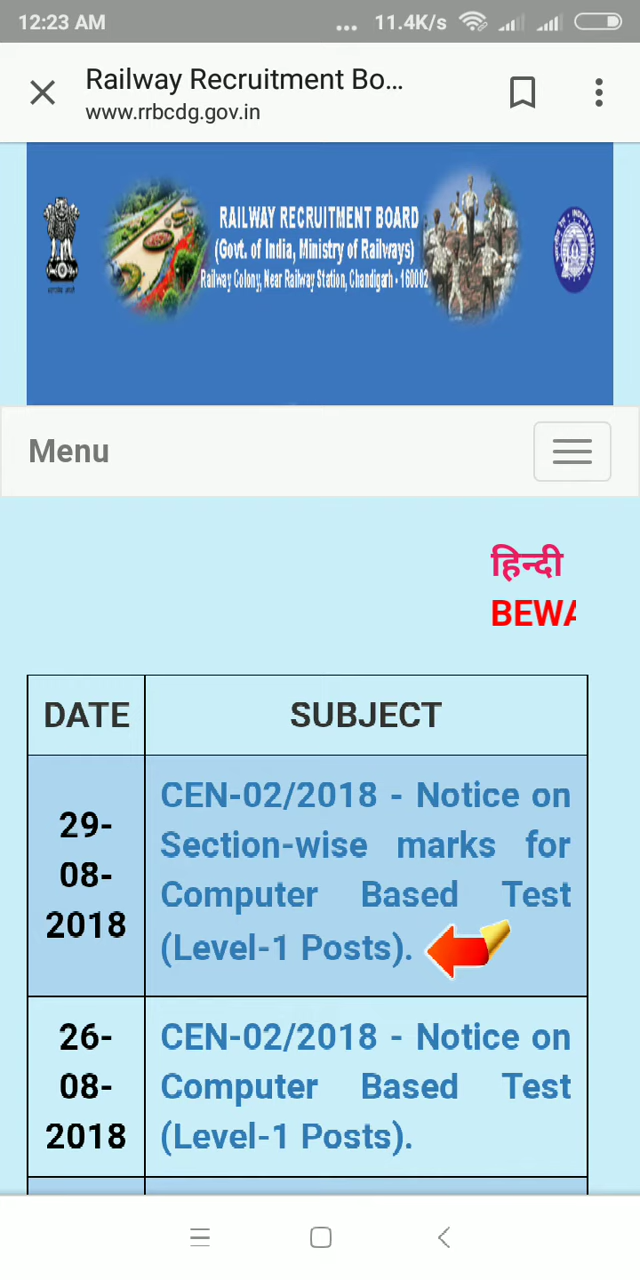 12:23 AM ... 11.4K/s
Railway Recruitment Bo...
www.rrbcdg.gov.in
RAILWAY RECRUITMENT BOARD
(Govt. of India, Ministry of Railways)
Railway Colony, Near Railway Station, Chandigarh - 160002
Menu
हिन्दी
BEWA
DATE SUBJECT
29-
08-
2018
CEN-02/2018 - Notice on
Section-wise marks for
Computer Based Test
(Level-1 Posts).
26-
08-
2018
CEN-02/2018 - Notice on
Computer Based Test
(Level-1 Posts).